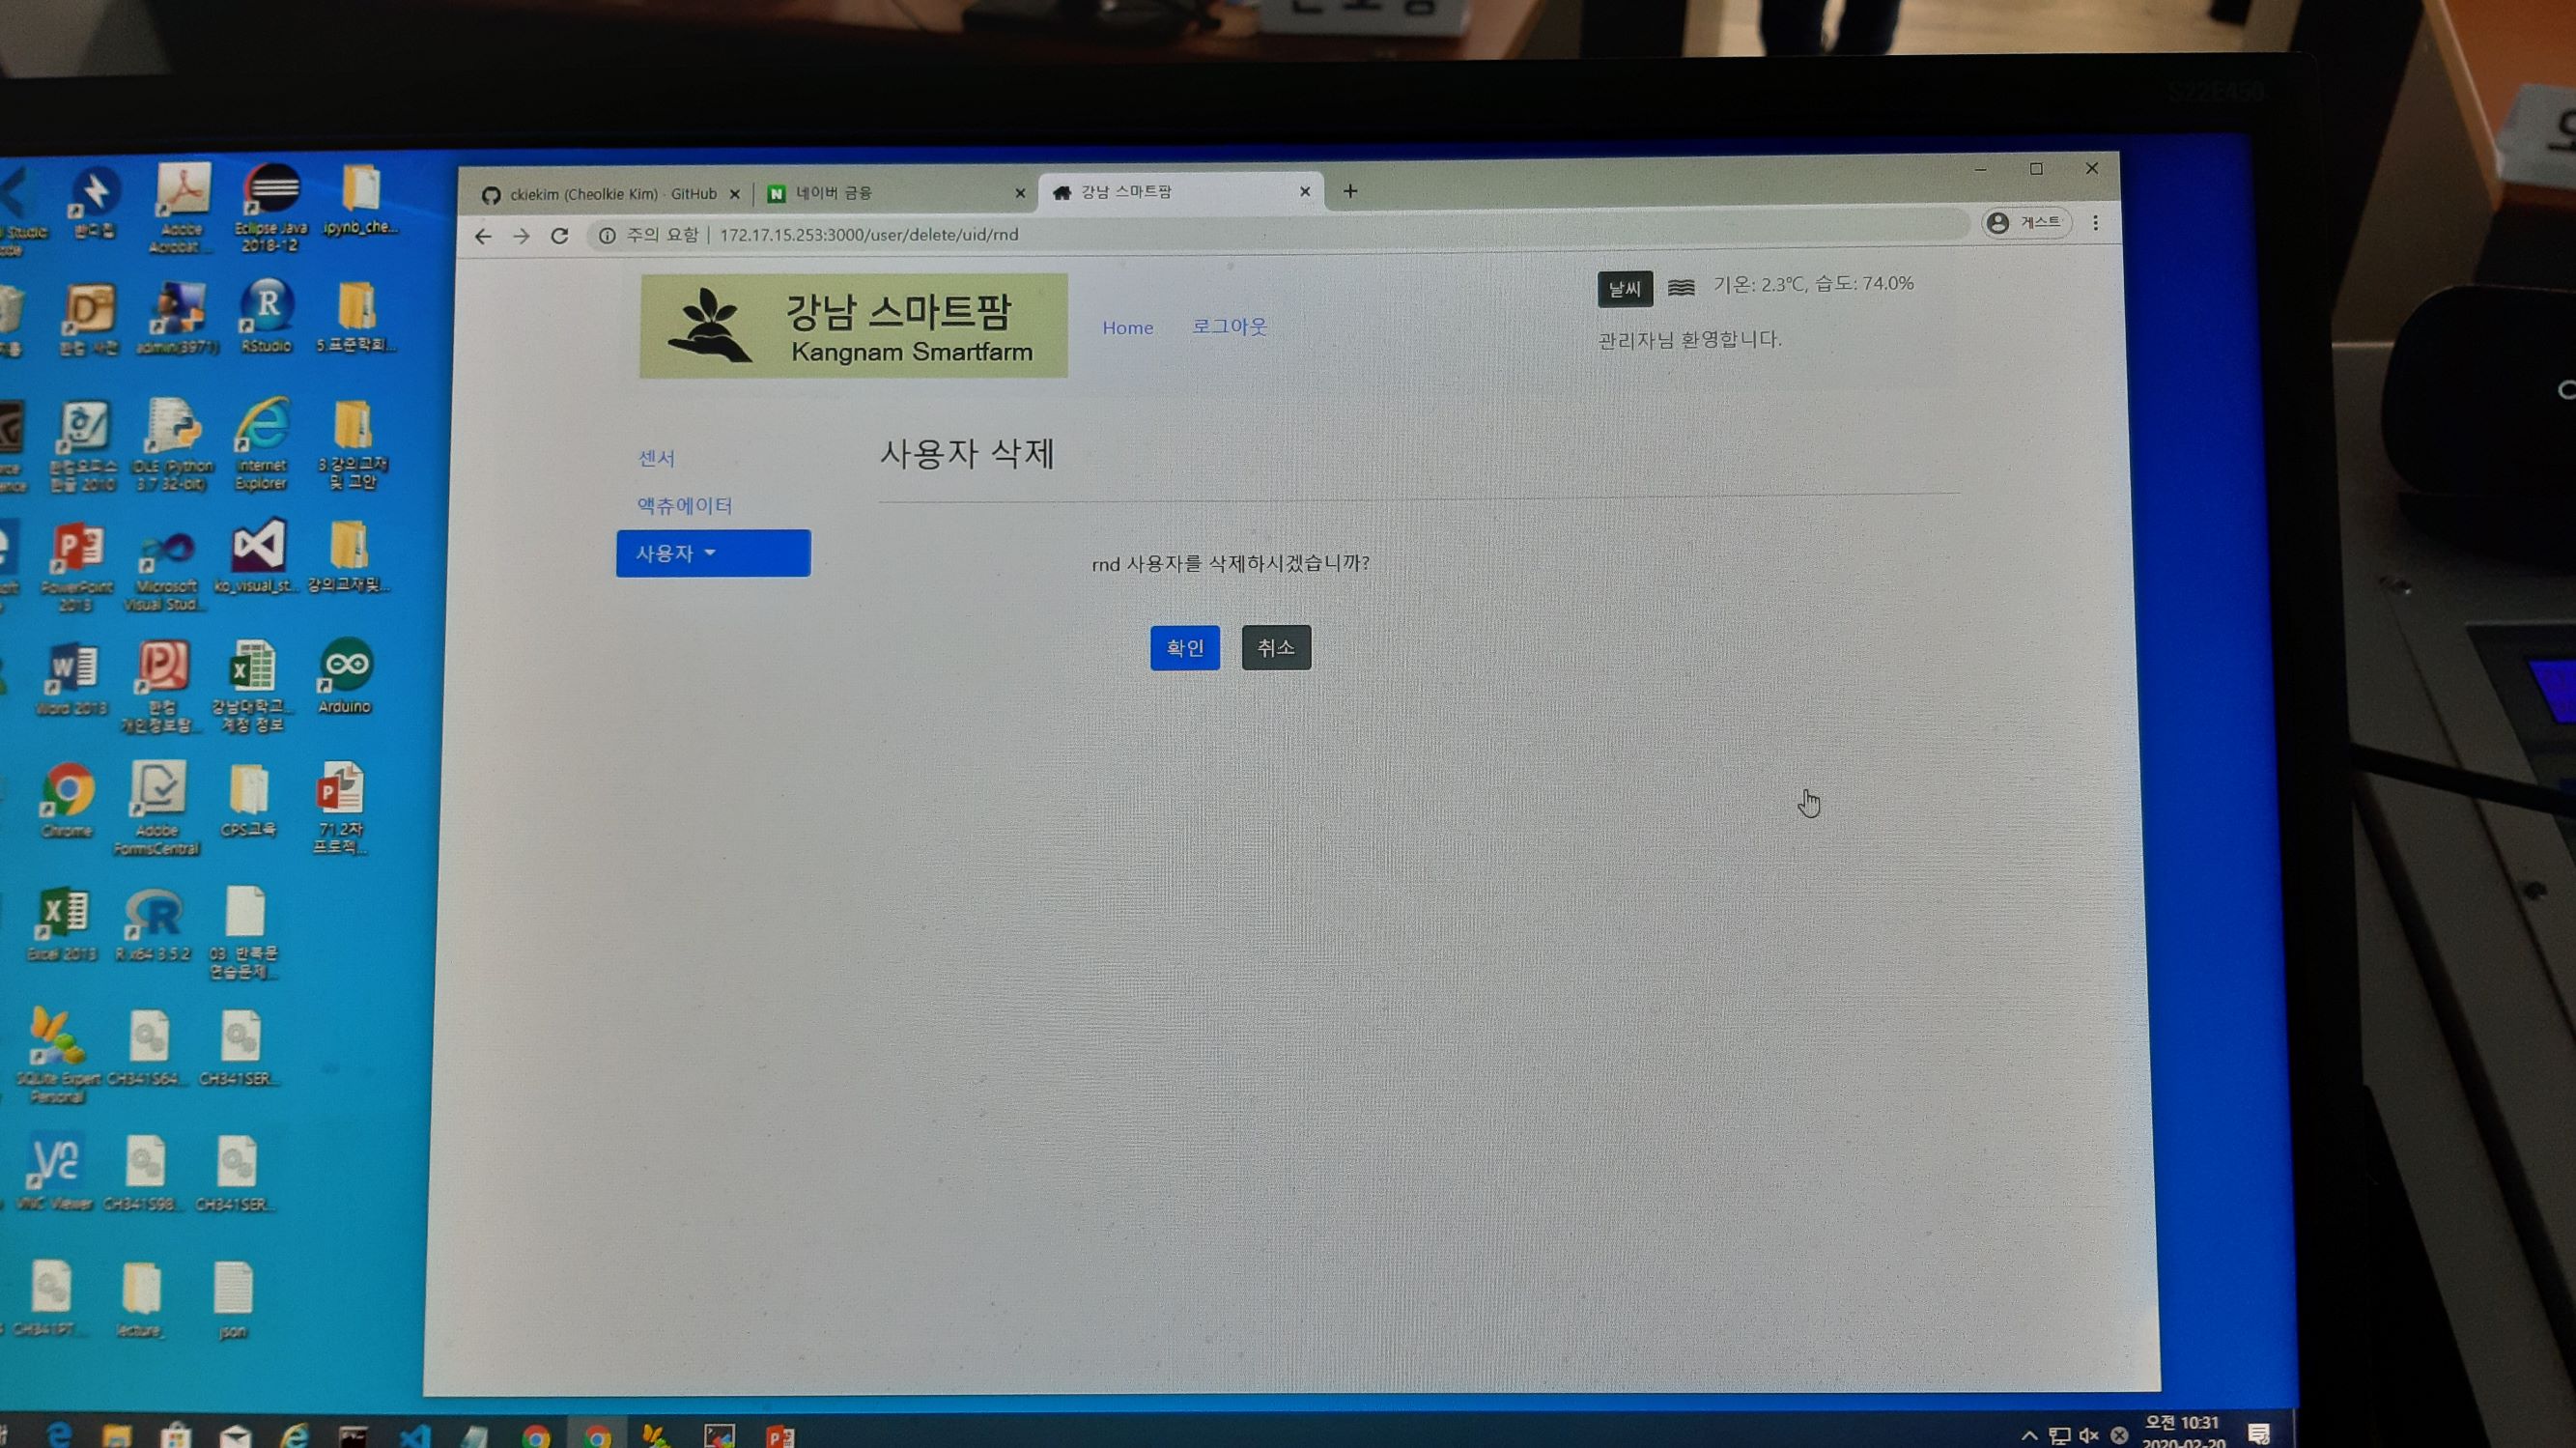 S22E450
ckiekim (Cheolkie Kim) · GitHub
네이버 금융
강남 스마트팜
주의 요함 | 172.17.15.253:3000/user/delete/uid/rnd
게스트
강남 스마트팜
Kangnam Smartfarm
Home
로그아웃
날씨
기온: 2.3℃, 습도: 74.0%
관리자님 환영합니다.
센서
액츄에이터
사용자
사용자 삭제
rnd 사용자를 삭제하시겠습니까?
확인
취소
Adobe
Acrobat ...
Eclipse Java
2018-12
ipynb_che...
한컴 사전
admin(3971)
RStudio
5.표준학회...
한컴오피스
한글 2010
IDLE (Python
3.7 32-bit)
Internet
Explorer
3.강의교재
및 교안
PowerPoint
2013
Microsoft
Visual Stud...
ko_visual_st...
강의교재및...
Word 2013
한컴
개인정보탐...
강남대학교...
계정 정보
Arduino
Chrome
Adobe
FormsCentral
CPS교육
71.2차
프로젝...
Excel 2013
R x64 3.5.2
03. 반복문
연습문제...
SQLite Expert
Personal
CH341S64...
CH341SER...
VNC Viewer
CH341S98...
CH341SER...
CH341PT...
lecture_
json
오전 10:31
2020-02-20